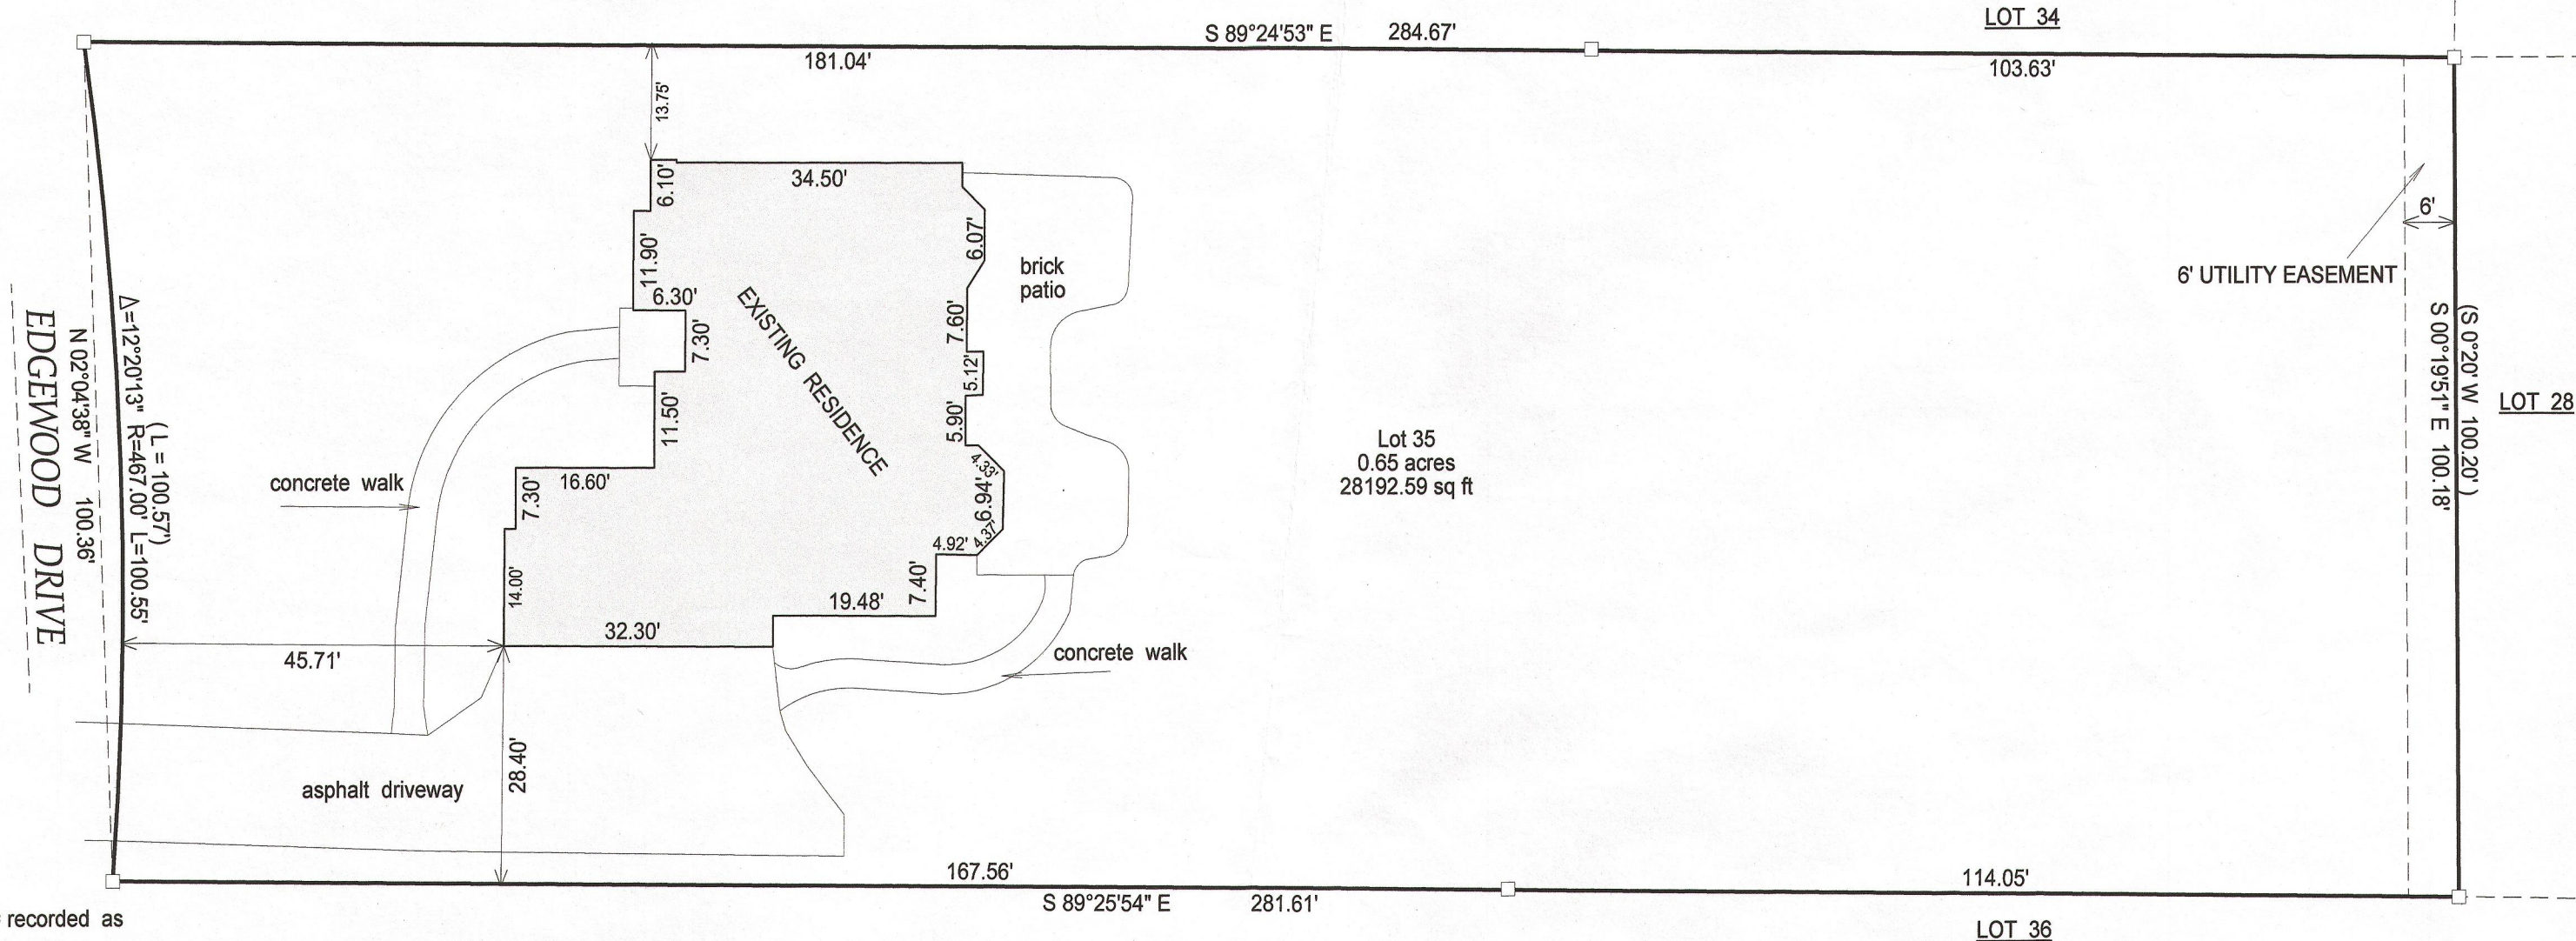 LOT 34
S 89°24'53" E 284.67'
181.04'
103.63'
13.75'
6.10'
34.50'
6.07'
11.90'
6.30'
7.30'
7.60'
5.12'
5.90'
brick
patio
EXISTING RESIDENCE
11.50'
16.60'
7.30'
14.00'
4.33'
6.94'
4.37'
4.92'
7.40'
19.48'
32.30'
6'
6' UTILITY EASEMENT
(S 0°20' W 100.20' )
S 00°19'51" E 100.18'
LOT 28
Lot 35
0.65 acres
28192.59 sq ft
EDGEWOOD DRIVE
N 02°04'38" W 100.36'
Δ=12°20'13" R=467.00' L=100.55'
( L = 100.57')
concrete walk
45.71'
concrete walk
28.40'
asphalt driveway
167.56'
114.05'
S 89°25'54" E 281.61'
LOT 36
recorded as